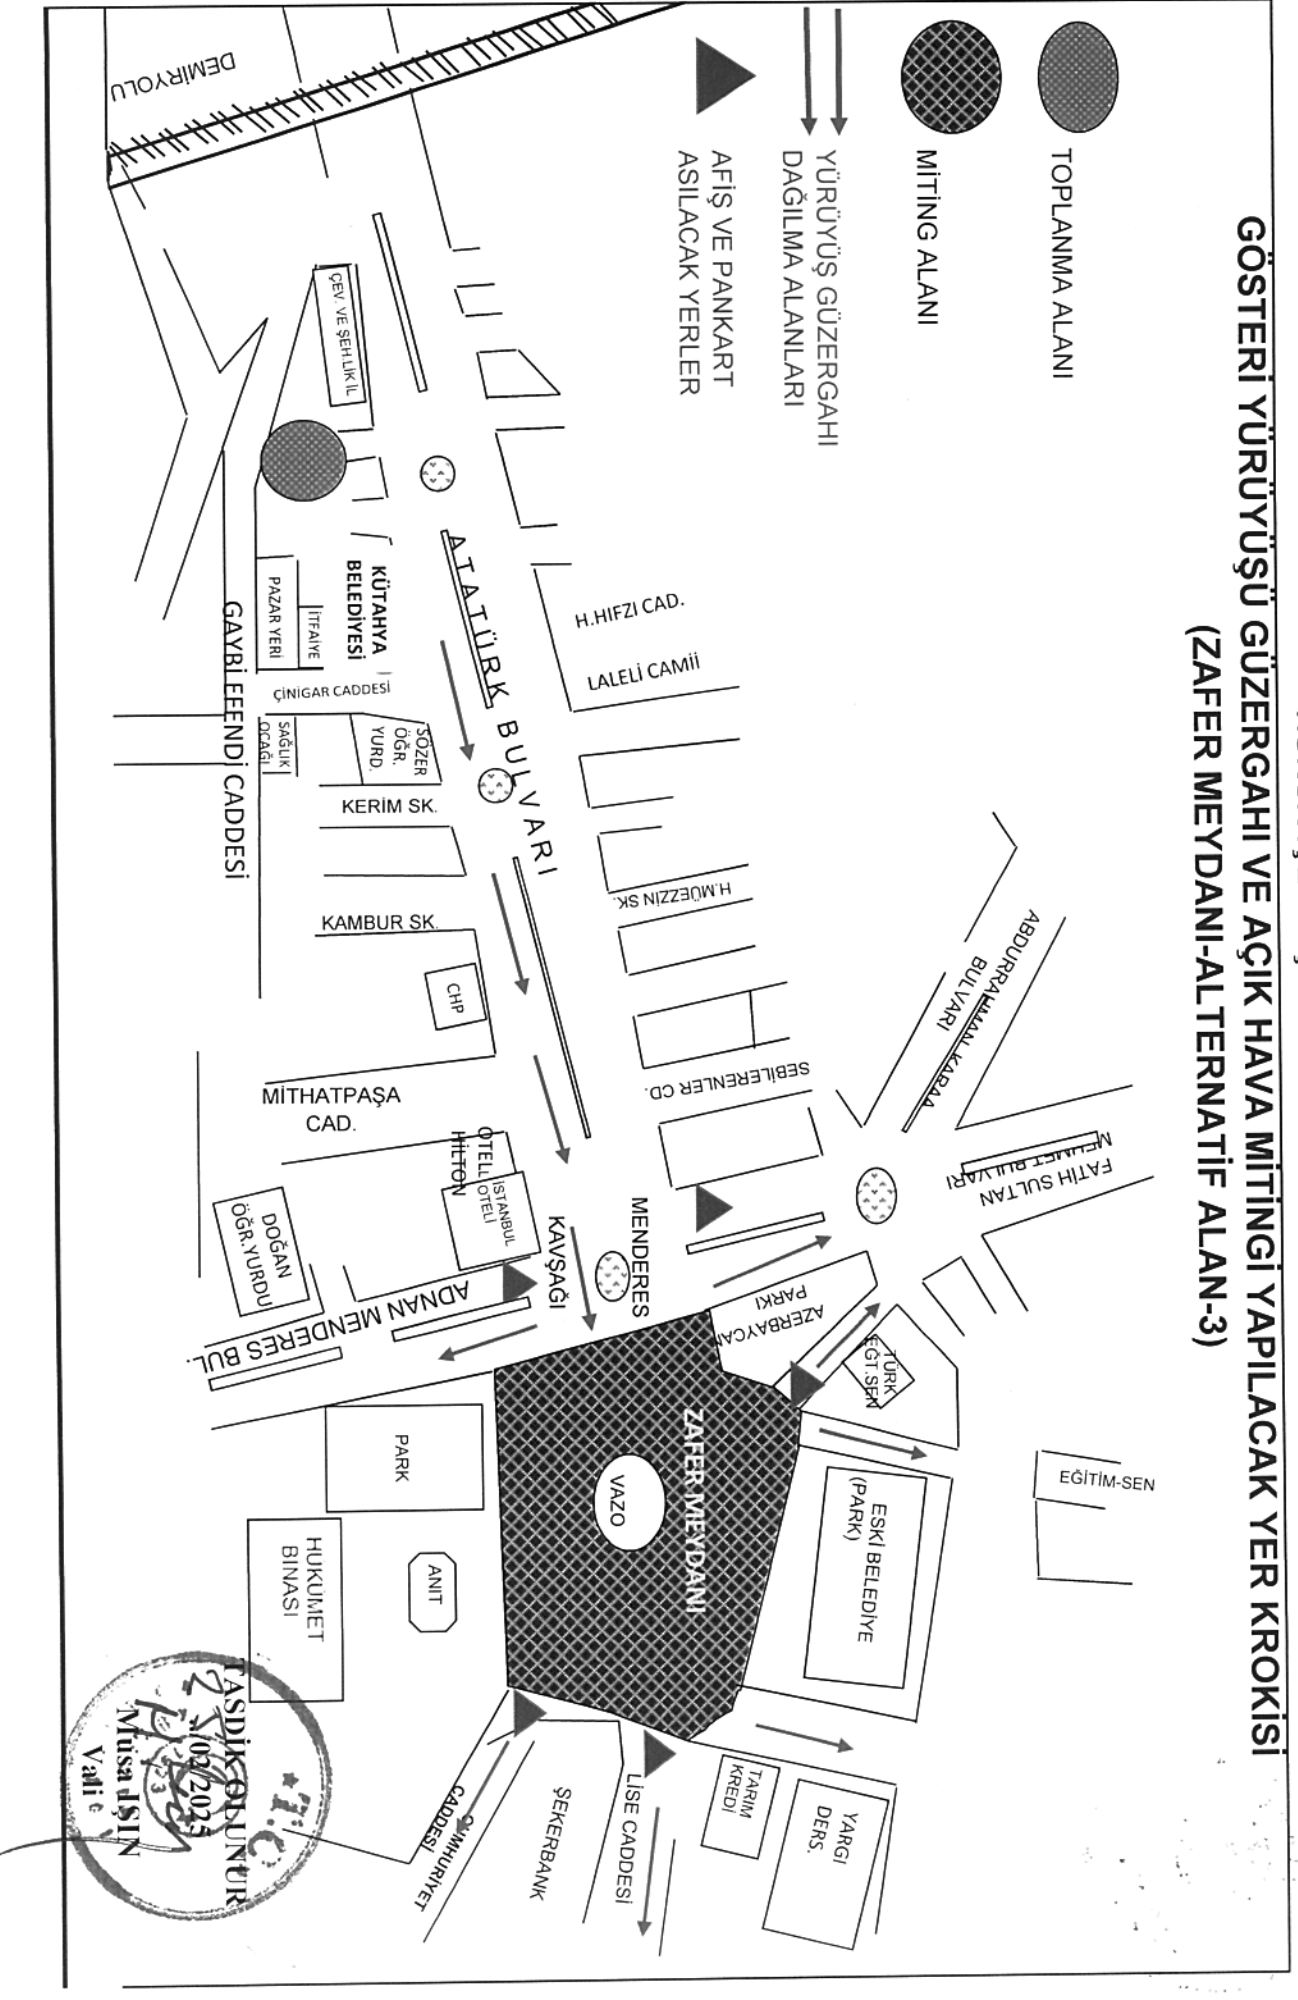 GÖSTERİ YÜRÜYÜŞÜ GÜZERGAHI VE AÇIK HAVA MİTİNGİ YAPILACAK YER KROKİSİ
(ZAFER MEYDANI-ALTERNATİF ALAN-3)
TOPLANMA ALANI
MİTİNG ALANI
YÜRÜYÜŞ GÜZERGAHI
DAĞILMA ALANLARI
AFİŞ VE PANKART
ASILACAK YERLER
DEMİRYOLU
ÇEV. VE ŞEH.LİK İL
ATATÜRK BULVARI
H.HIFZI CAD.
LALELİ CAMİİ
KÜTAHYA
BELEDİYESİ
İTFAİYE
PAZAR YERİ
GAYBİ EFENDİ CADDESİ
ÇİNİGAR CADDESİ
SAĞLIK
OCAĞI
SÖZER
ÖĞR.
YURD.
KERİM SK.
KAMBUR SK.
CHP
H.MÜEZZİN SK.
SEBİLERENLER CD.
ABDURRAHMAN KARAA
BULVARI
FATİH SULTAN
MEHMET BULVARI
MİTHATPAŞA
CAD.
HİLTON
OTELİ
İSTANBUL
OTELİ
DOĞAN
ÖĞR.YURDU
ADNAN MENDERES BUL.
MENDERES
KAVŞAĞI
AZERBAYCAN
PARKI
TÜRK
EĞT.SEN
EĞİTİM-SEN
ZAFER MEYDANI
VAZO
ESKİ BELEDİYE
(PARK)
PARK
ANIT
HÜKÜMET
BİNASI
TARIM
KREDİ
YARGI
DERS.
LİSE CADDESİ
ŞEKERBANK
CUMHURİYET
CADDESİ
T.C.
TASDİK OLUNUR
/02/2025
Musa IŞIN
Vali